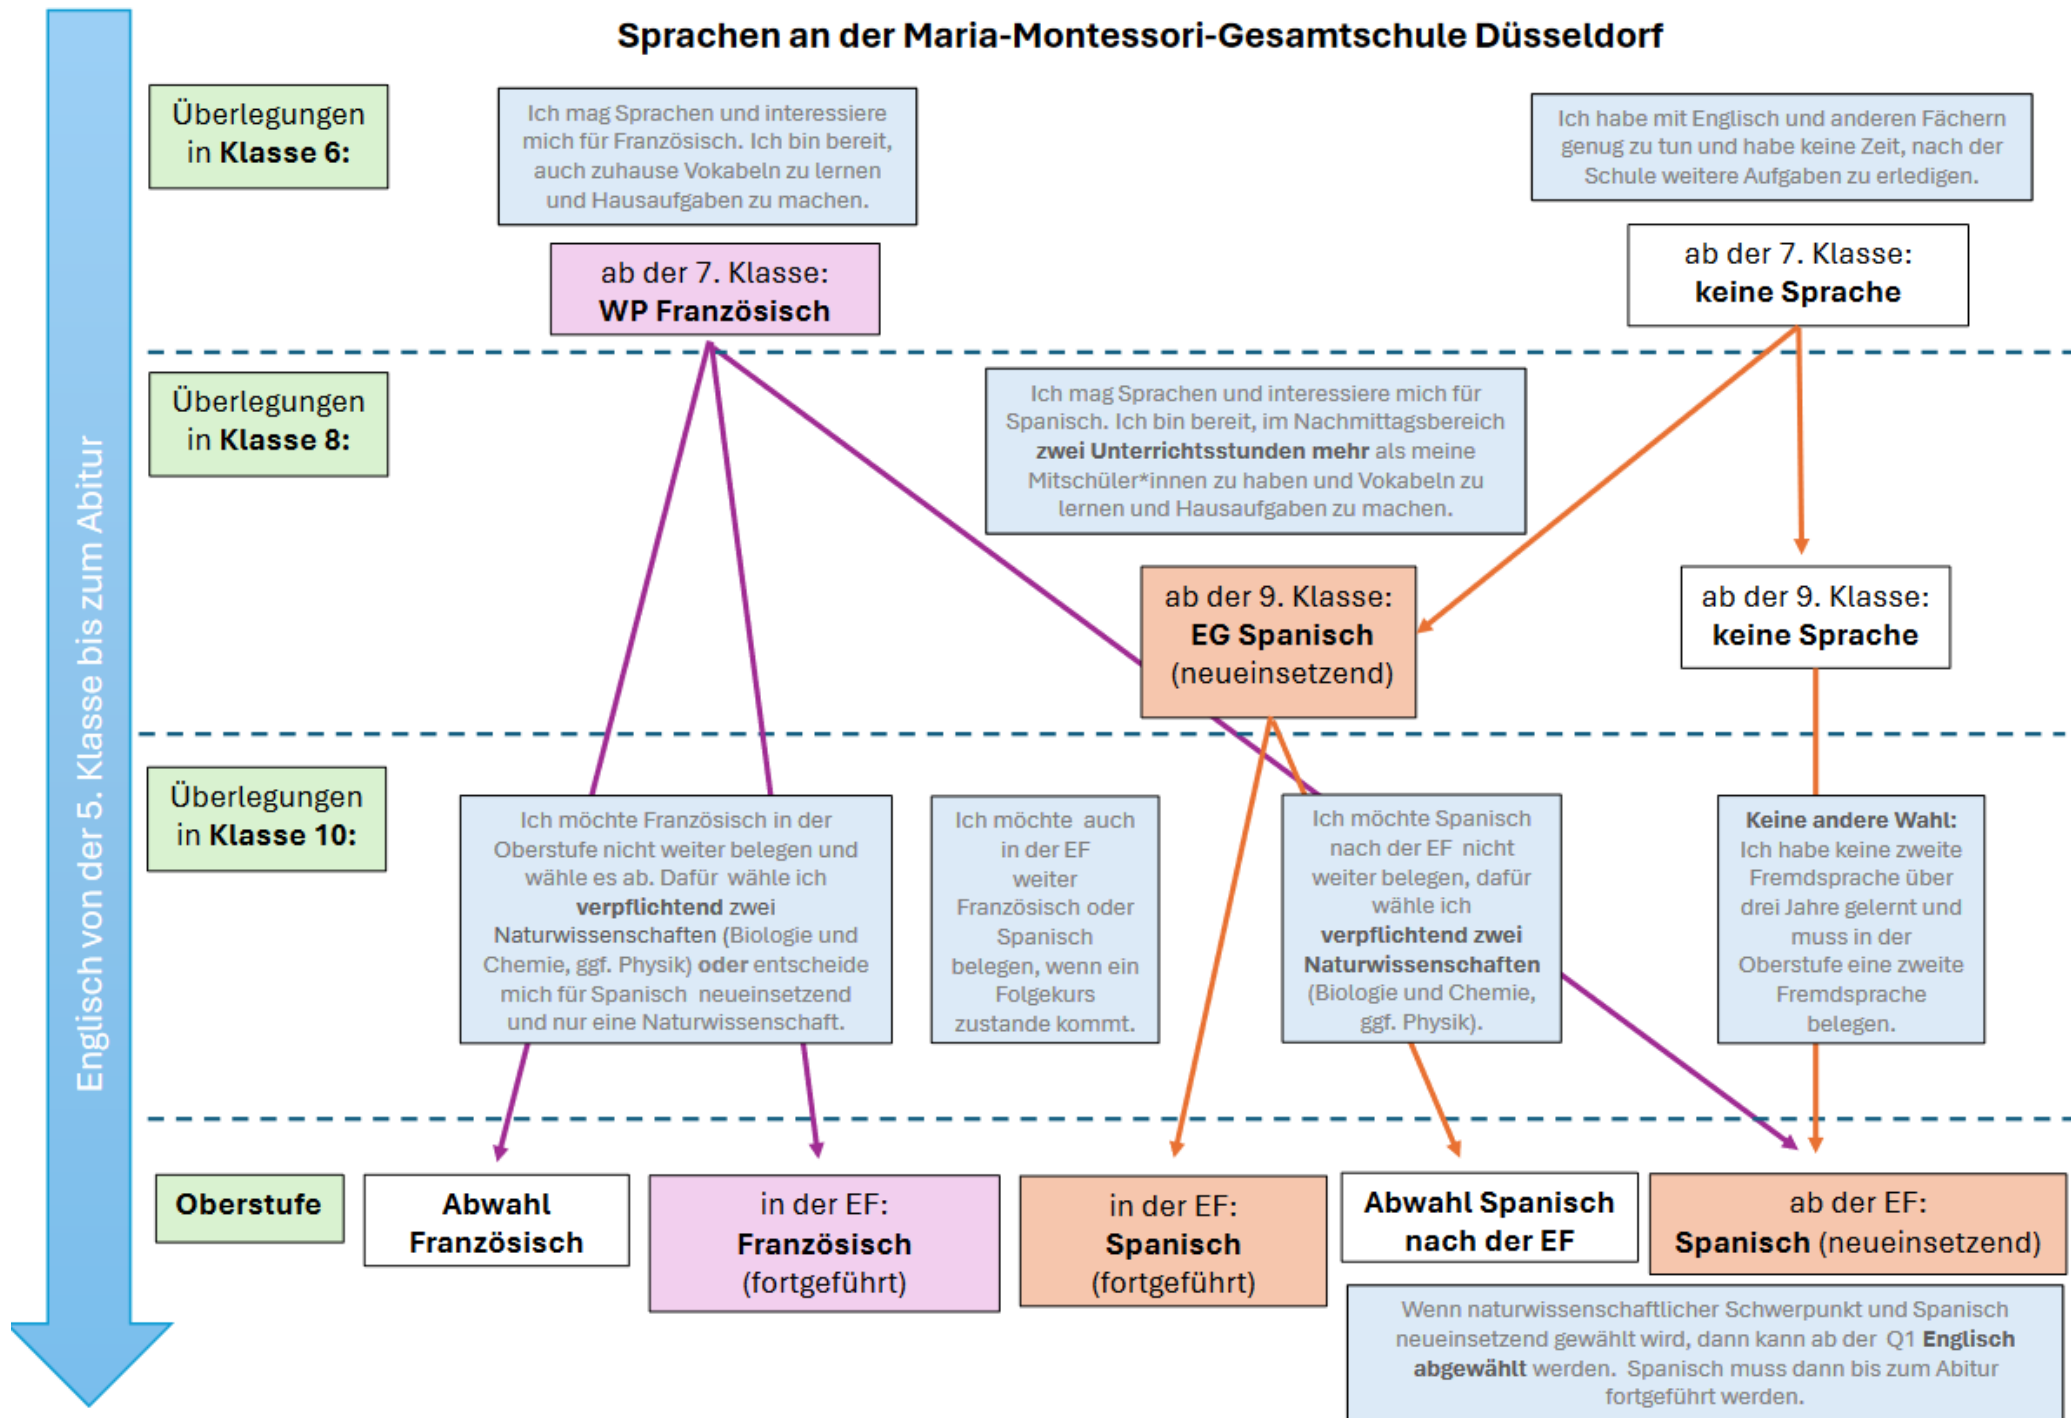 Sprachen an der Maria-Montessori-Gesamtschule Düsseldorf
Englisch von der 5. Klasse bis zum Abitur
Überlegungen
in Klasse 6:
Ich mag Sprachen und interessiere
mich für Französisch. Ich bin bereit,
auch zuhause Vokabeln zu lernen
und Hausaufgaben zu machen.
Ich habe mit Englisch und anderen Fächern
genug zu tun und habe keine Zeit, nach der
Schule weitere Aufgaben zu erledigen.
ab der 7. Klasse:
WP Französisch
ab der 7. Klasse:
keine Sprache
Überlegungen
in Klasse 8:
Ich mag Sprachen und interessiere mich für
Spanisch. Ich bin bereit, im Nachmittagsbereich
zwei Unterrichtsstunden mehr als meine
Mitschüler*innen zu haben und Vokabeln zu
lernen und Hausaufgaben zu machen.
ab der 9. Klasse:
EG Spanisch
(neueinsetzend)
ab der 9. Klasse:
keine Sprache
Überlegungen
in Klasse 10:
Ich möchte Französisch in der
Oberstufe nicht weiter belegen und
wähle es ab. Dafür wähle ich
verpflichtend zwei
Naturwissenschaften (Biologie und
Chemie, ggf. Physik) oder entscheide
mich für Spanisch neueinsetzend
und nur eine Naturwissenschaft.
Ich möchte auch
in der EF
weiter
Französisch oder
Spanisch
belegen, wenn ein
Folgekurs
zustande kommt.
Ich möchte Spanisch
nach der EF nicht
weiter belegen, dafür
wähle ich
verpflichtend zwei
Naturwissenschaften
(Biologie und Chemie,
ggf. Physik).
Keine andere Wahl:
Ich habe keine zweite
Fremdsprache über
drei Jahre gelernt und
muss in der
Oberstufe eine zweite
Fremdsprache
belegen.
Oberstufe
Abwahl
Französisch
in der EF:
Französisch
(fortgeführt)
in der EF:
Spanisch
(fortgeführt)
Abwahl Spanisch
nach der EF
ab der EF:
Spanisch (neueinsetzend)
Wenn naturwissenschaftlicher Schwerpunkt und Spanisch
neueinsetzend gewählt wird, dann kann ab der Q1 Englisch
abgewählt werden. Spanisch muss dann bis zum Abitur
fortgeführt werden.